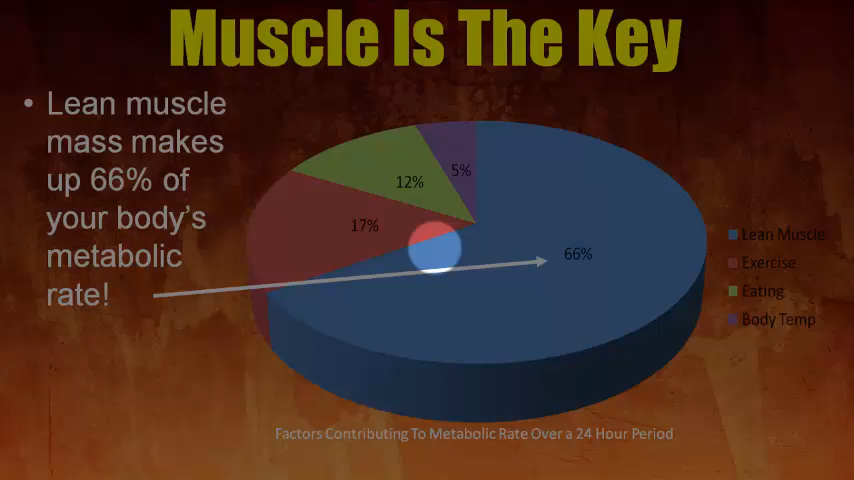 Muscle Is The Key
• Lean muscle
mass makes
up 66% of
your body's
metabolic
rate!
5%
12%
17%
66%
Lean Muscle
Exercise
Eating
Body Temp
Factors Contributing To Metabolic Rate Over a 24 Hour Period